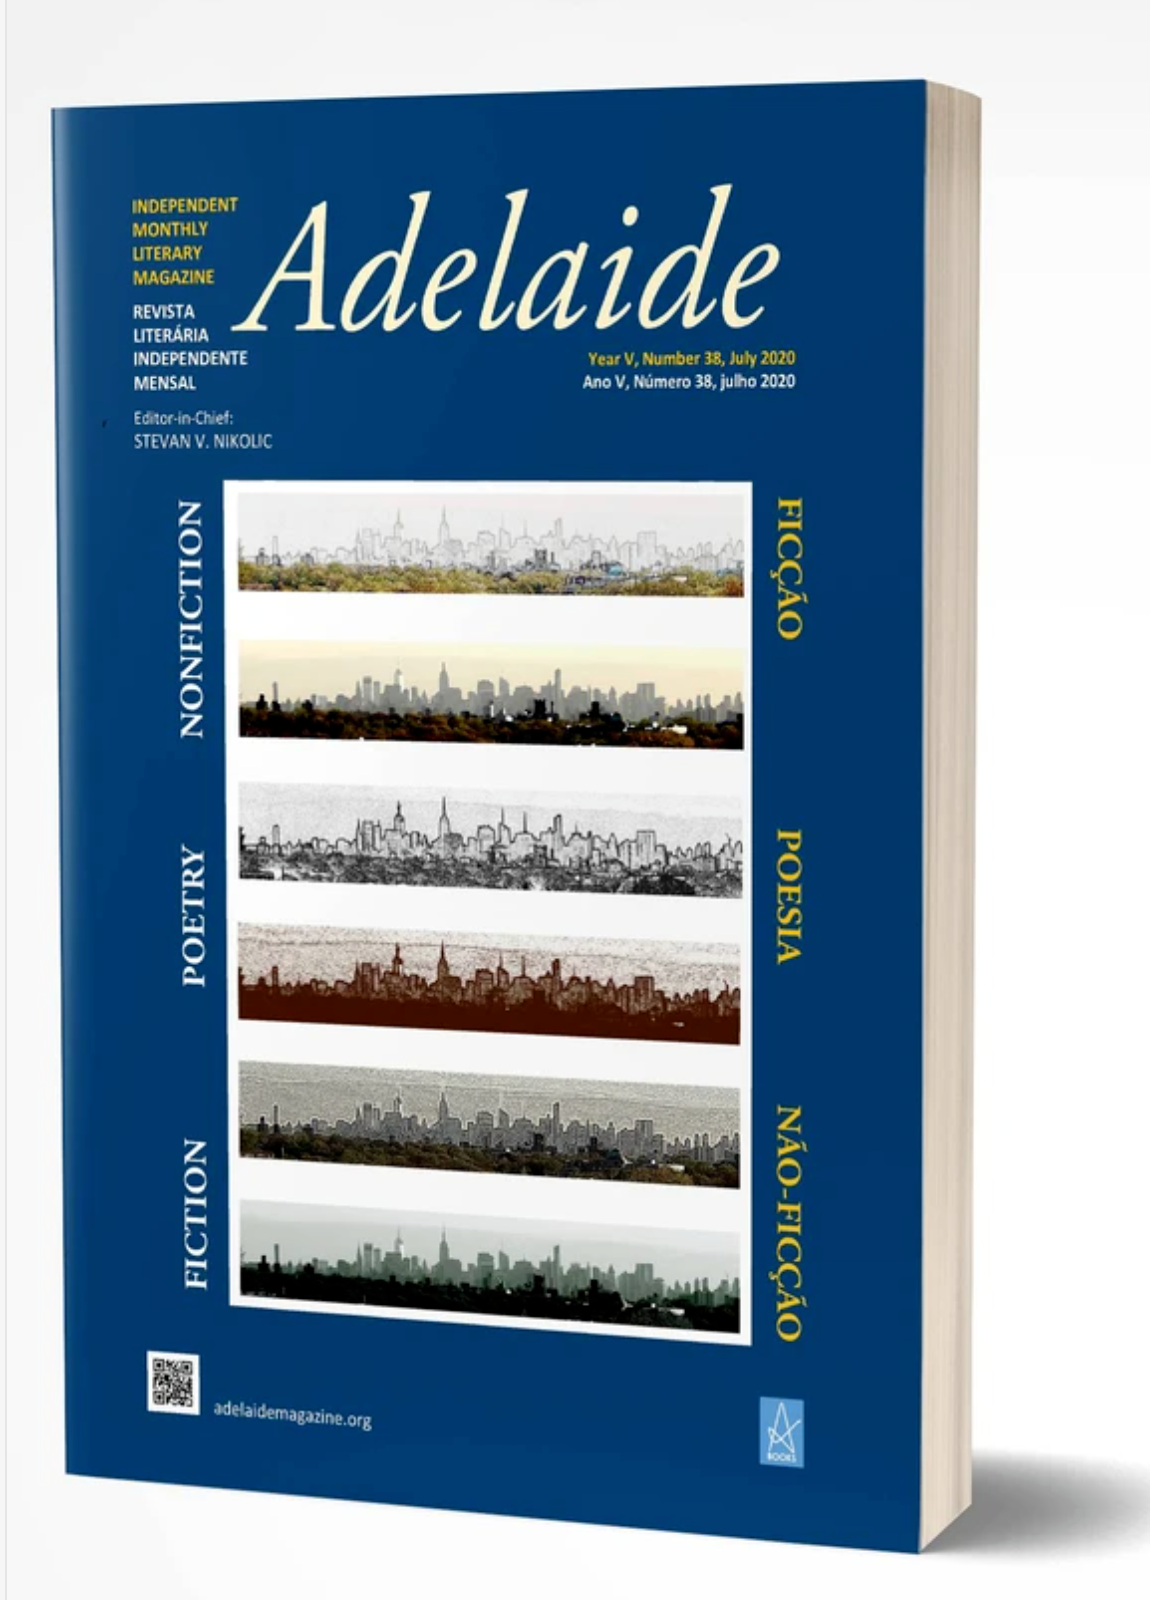 INDEPENDENT
MONTHLY
LITERARY
MAGAZINE
REVISTA
LITERÁRIA
INDEPENDENTE
MENSAL
Editor-in-Chief:
STEVAN V. NIKOLIC
Adelaide
Year V, Number 38, July 2020
Ano V, Número 38, julho 2020
NONFICTION
POETRY
FICTION
FICÇÁO
POESIA
NÁO-FICÇÁO
adelaidemagazine.org
BOOKS